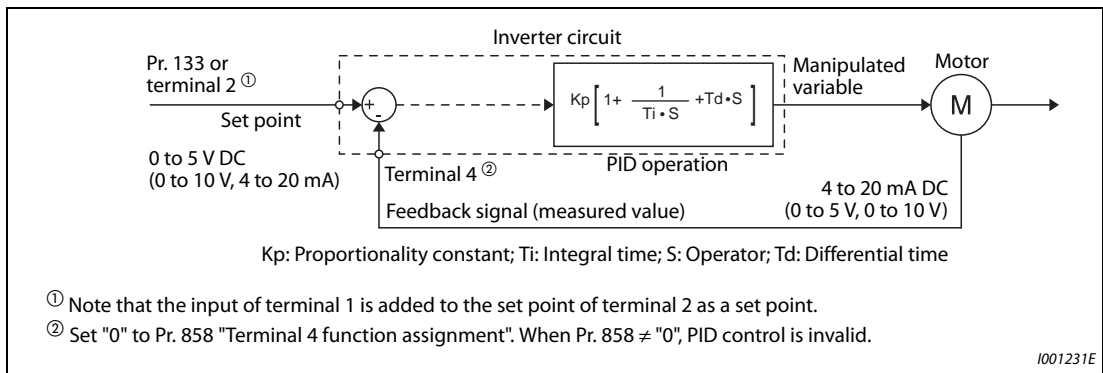 Inverter circuit
Pr. 133 or
terminal 2 ①
Set point
0 to 5 V DC
(0 to 10 V, 4 to 20 mA)
+
-
Kp[1+ 1/Ti•S +Td•S]
PID operation
Manipulated
variable
Motor
M
Terminal 4 ②
Feedback signal (measured value)
4 to 20 mA DC
(0 to 5 V, 0 to 10 V)
Kp: Proportionality constant; Ti: Integral time; S: Operator; Td: Differential time
① Note that the input of terminal 1 is added to the set point of terminal 2 as a set point.
② Set "0" to Pr. 858 "Terminal 4 function assignment". When Pr. 858 ≠ "0", PID control is invalid.
I001231E